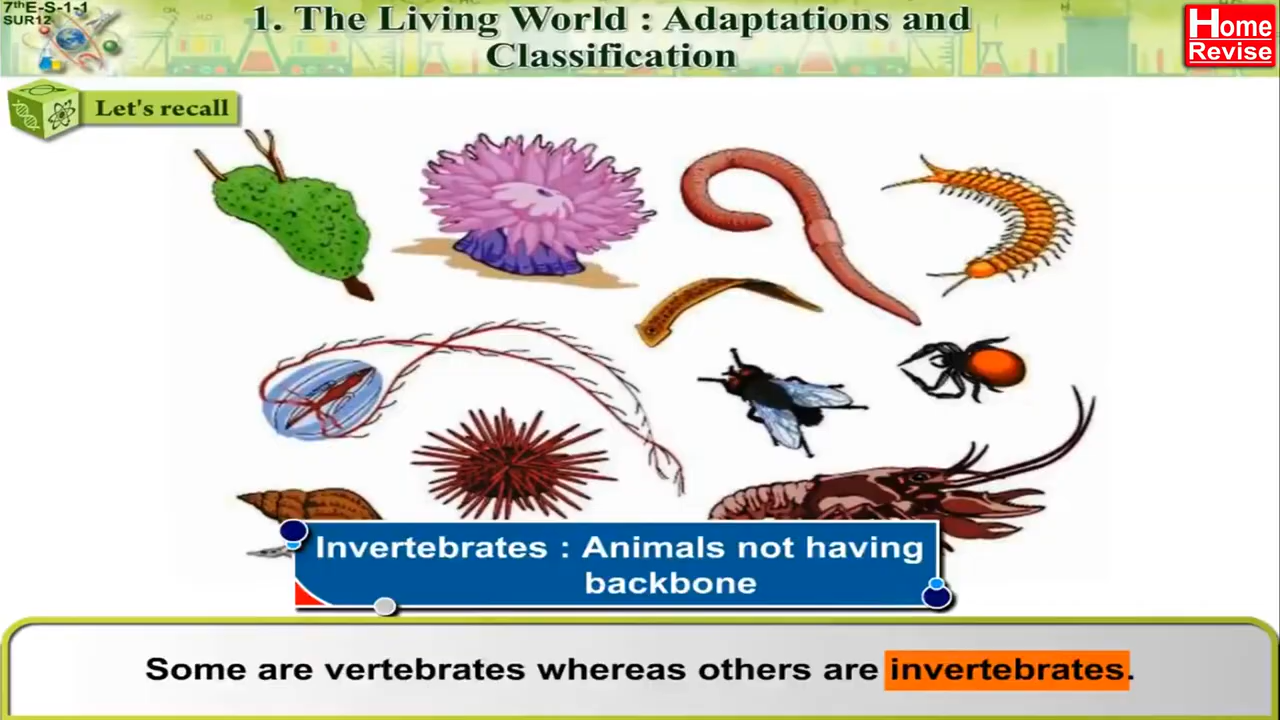 7thE-S-1-1
SUR12
1. The Living World : Adaptations and
Classification
Home
Revise
Let's recall
Invertebrates : Animals not having
backbone
Some are vertebrates whereas others are invertebrates.